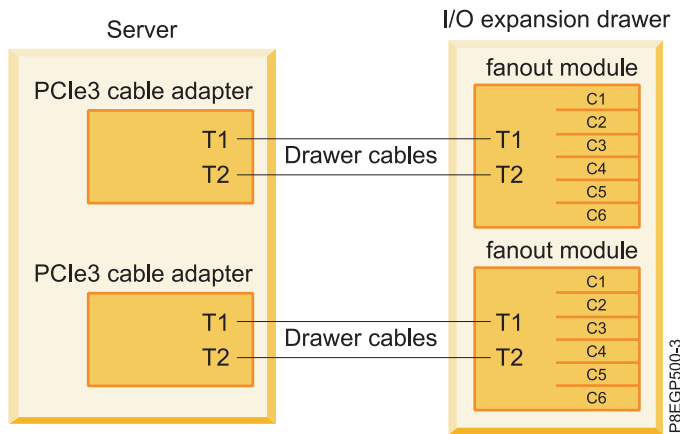 Server
I/O expansion drawer
PCIe3 cable adapter
T1
T2
Drawer cables
fanout module
T1
T2
C1
C2
C3
C4
C5
C6
PCIe3 cable adapter
T1
T2
Drawer cables
fanout module
T1
T2
C1
C2
C3
C4
C5
C6
P8EGP500-3